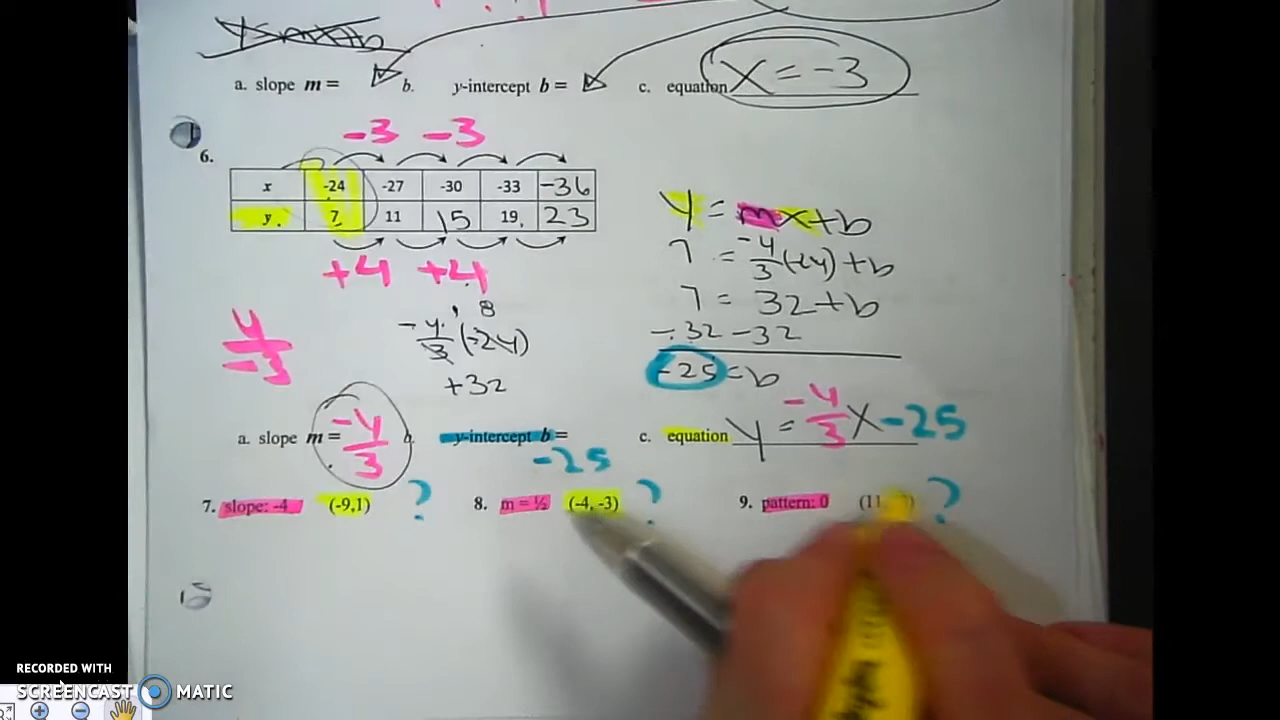 y=mx+b
a. slope m = b. y-intercept b = c. equation x = -3
-3 -3
6.
x -24 -27 -30 -33 -36
y 7 11 15 19 23
+4 +4
4/-3
8
-4/3 (-24)
+32
y = mx+b
7 = -4/3 (-24) + b
7 = 32 + b
-32 -32
-25 = b
a. slope m = -4/3 y-intercept b = -25 c. equation y = -4/3 x - 25
7. slope: -4 (-9,1) ? 8. m = ½ (-4, -3) ? 9. pattern: 0 (11, ?
RECORDED WITH
SCREENCAST MATIC